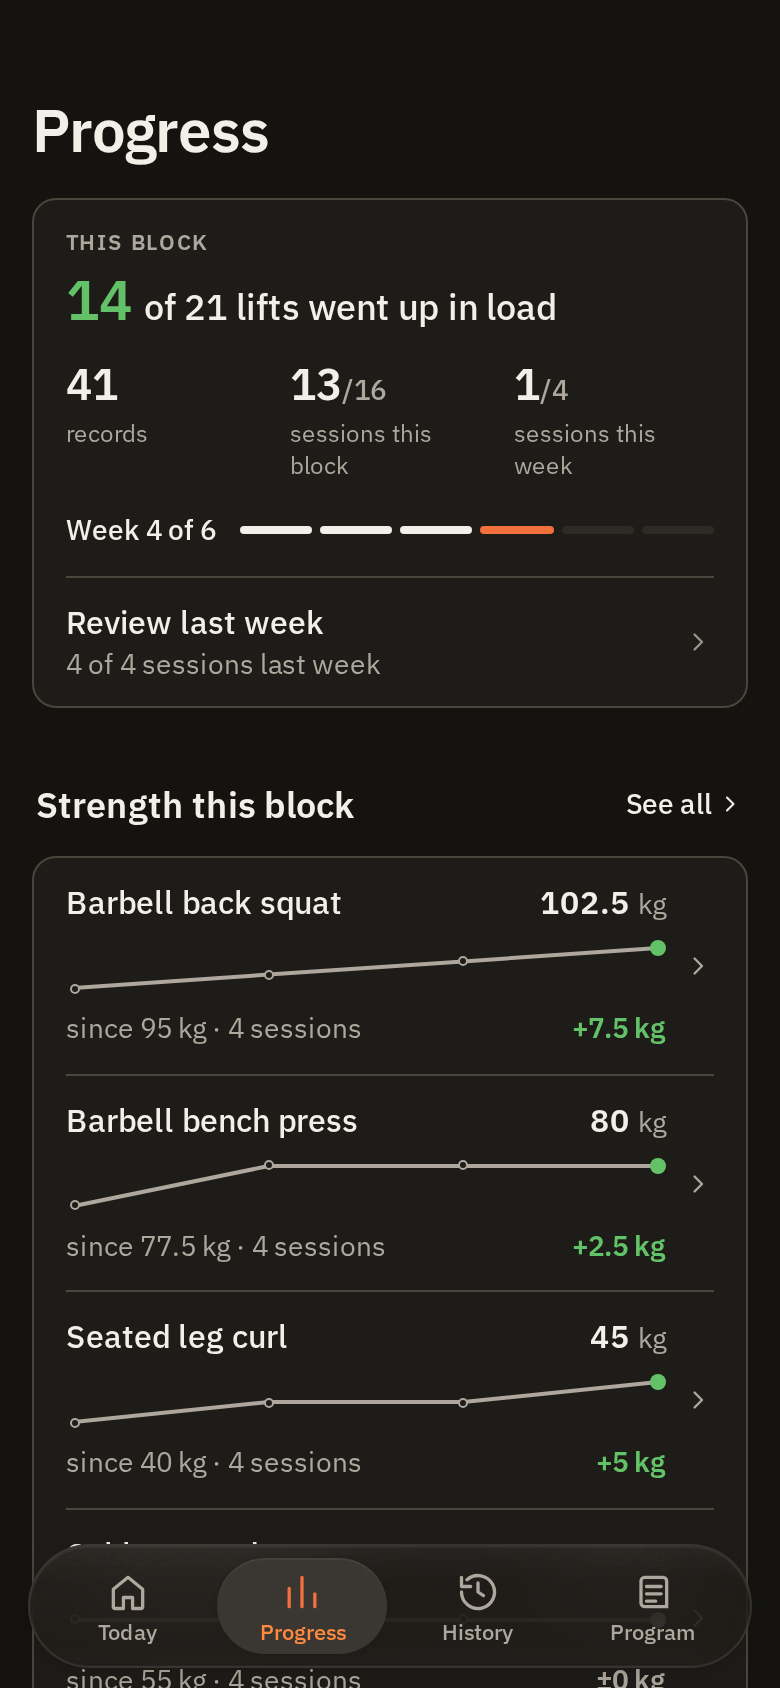 Progress
THIS BLOCK
14 of 21 lifts went up in load
41
records
13/16
sessions this
block
1/4
sessions this
week
Week 4 of 6
Review last week
4 of 4 sessions last week
Strength this block
See all
Barbell back squat
102.5 kg
since 95 kg · 4 sessions
+7.5 kg
Barbell bench press
80 kg
since 77.5 kg · 4 sessions
+2.5 kg
Seated leg curl
45 kg
since 40 kg · 4 sessions
+5 kg
Today
Progress
History
Program
since 55 kg · 4 sessions
±0 kg